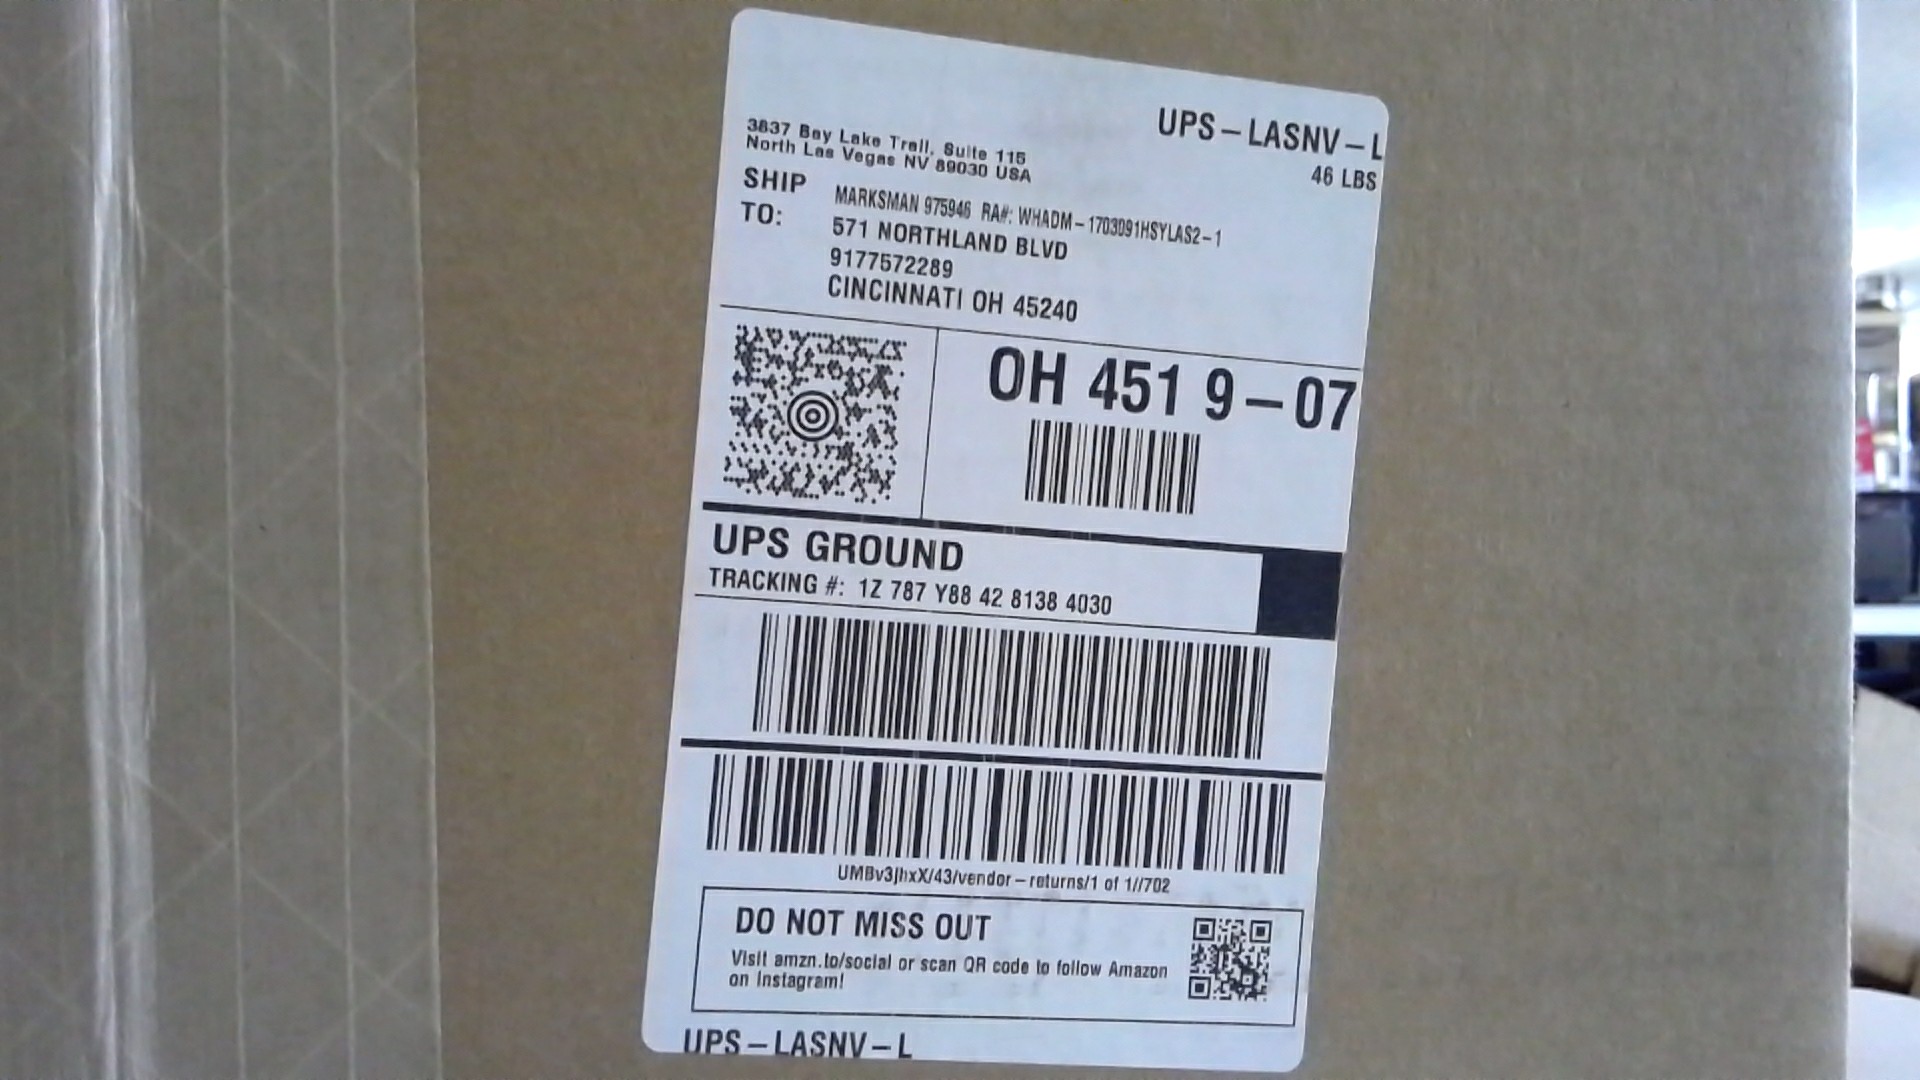 UPS-LASNV-L
46 LBS
3837 Bay Lake Trail, Suite 115
North Las Vegas NV 89030 USA
SHIP TO:
MARKSMAN 975946 RA#: WHADM-1703091HSYLAS2-1
571 NORTHLAND BLVD
9177572289
CINCINNATI OH 45240
OH 451 9-07
UPS GROUND
TRACKING #: 1Z 787 Y88 42 8138 4030
UMBv3jhxX/43/vendor-returns/1 of 1//702
DO NOT MISS OUT
Visit amzn.to/social or scan QR code to follow Amazon
on Instagram!
UPS-LASNV-L